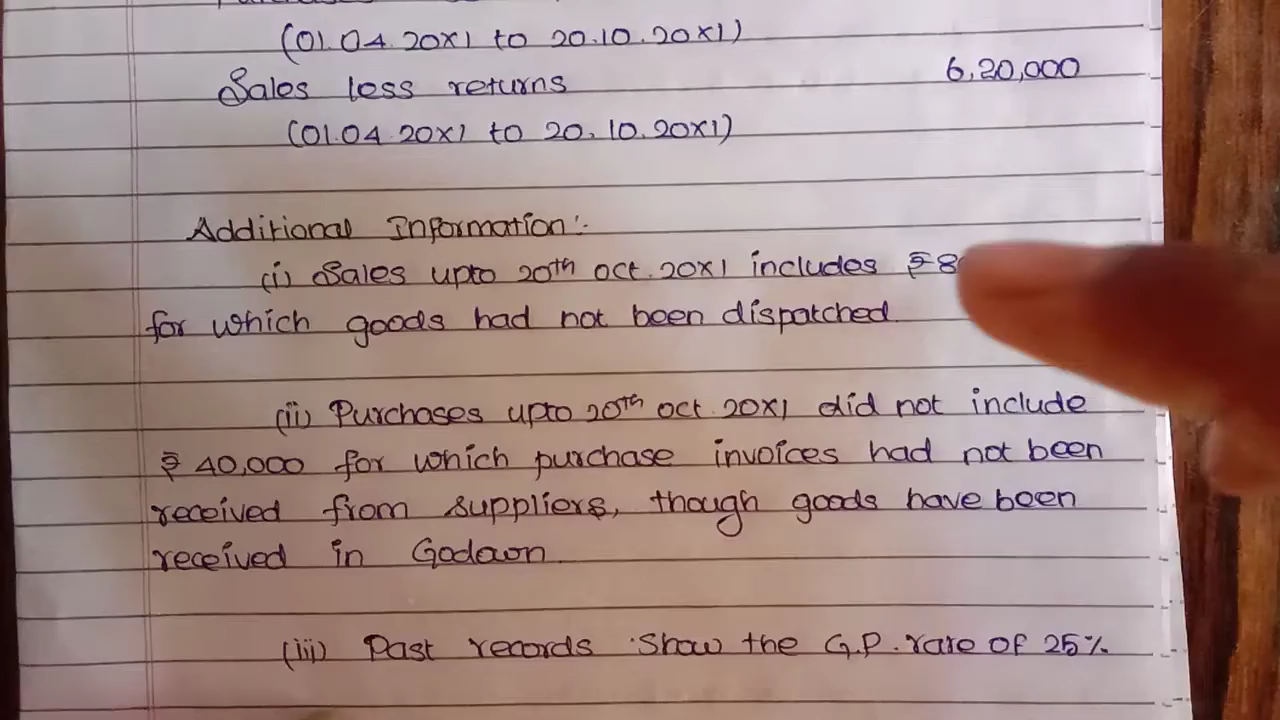 (01.04.20X1 to 20.10.20X1)
Sales less returns 6,20,000
(01.04.20X1 to 20.10.20X1)
Additional Information:-
(i) Sales upto 20th oct.20X1 includes ₹8
for which goods had not been dispatched.
(ii) Purchases upto 20th oct.20X1 did not include
₹ 40,000 for which purchase invoices had not been
received from suppliers, though goods have been
received in Godown.
(iii) Past records show the G.P. rate of 25%